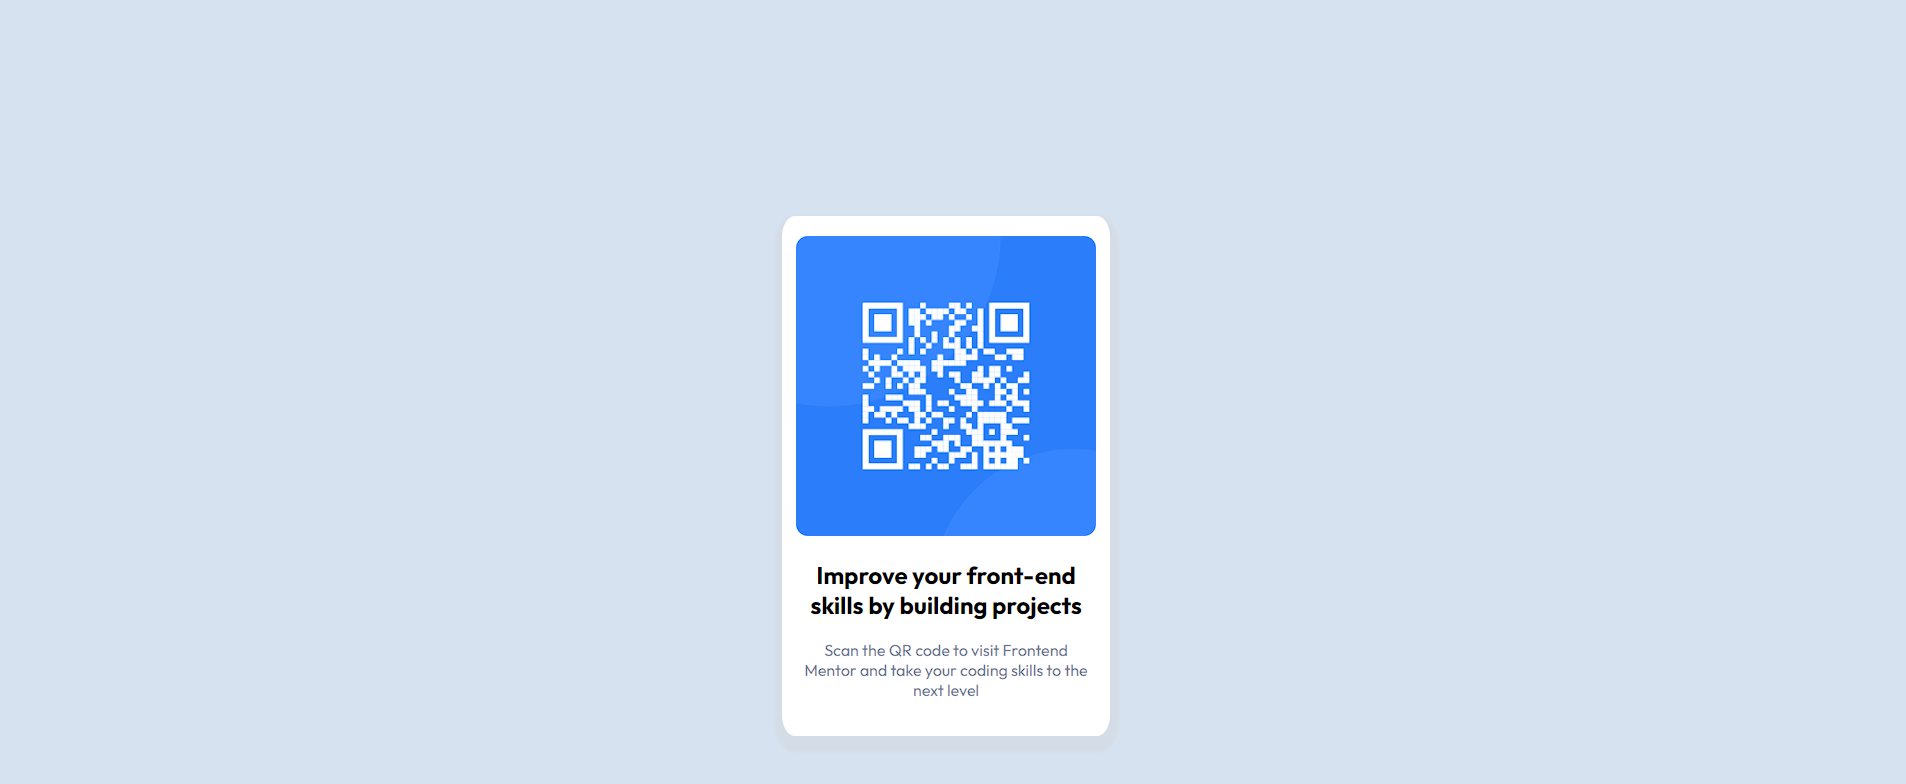 Improve your front-end
skills by building projects
Scan the QR code to visit Frontend
Mentor and take your coding skills to the
next level